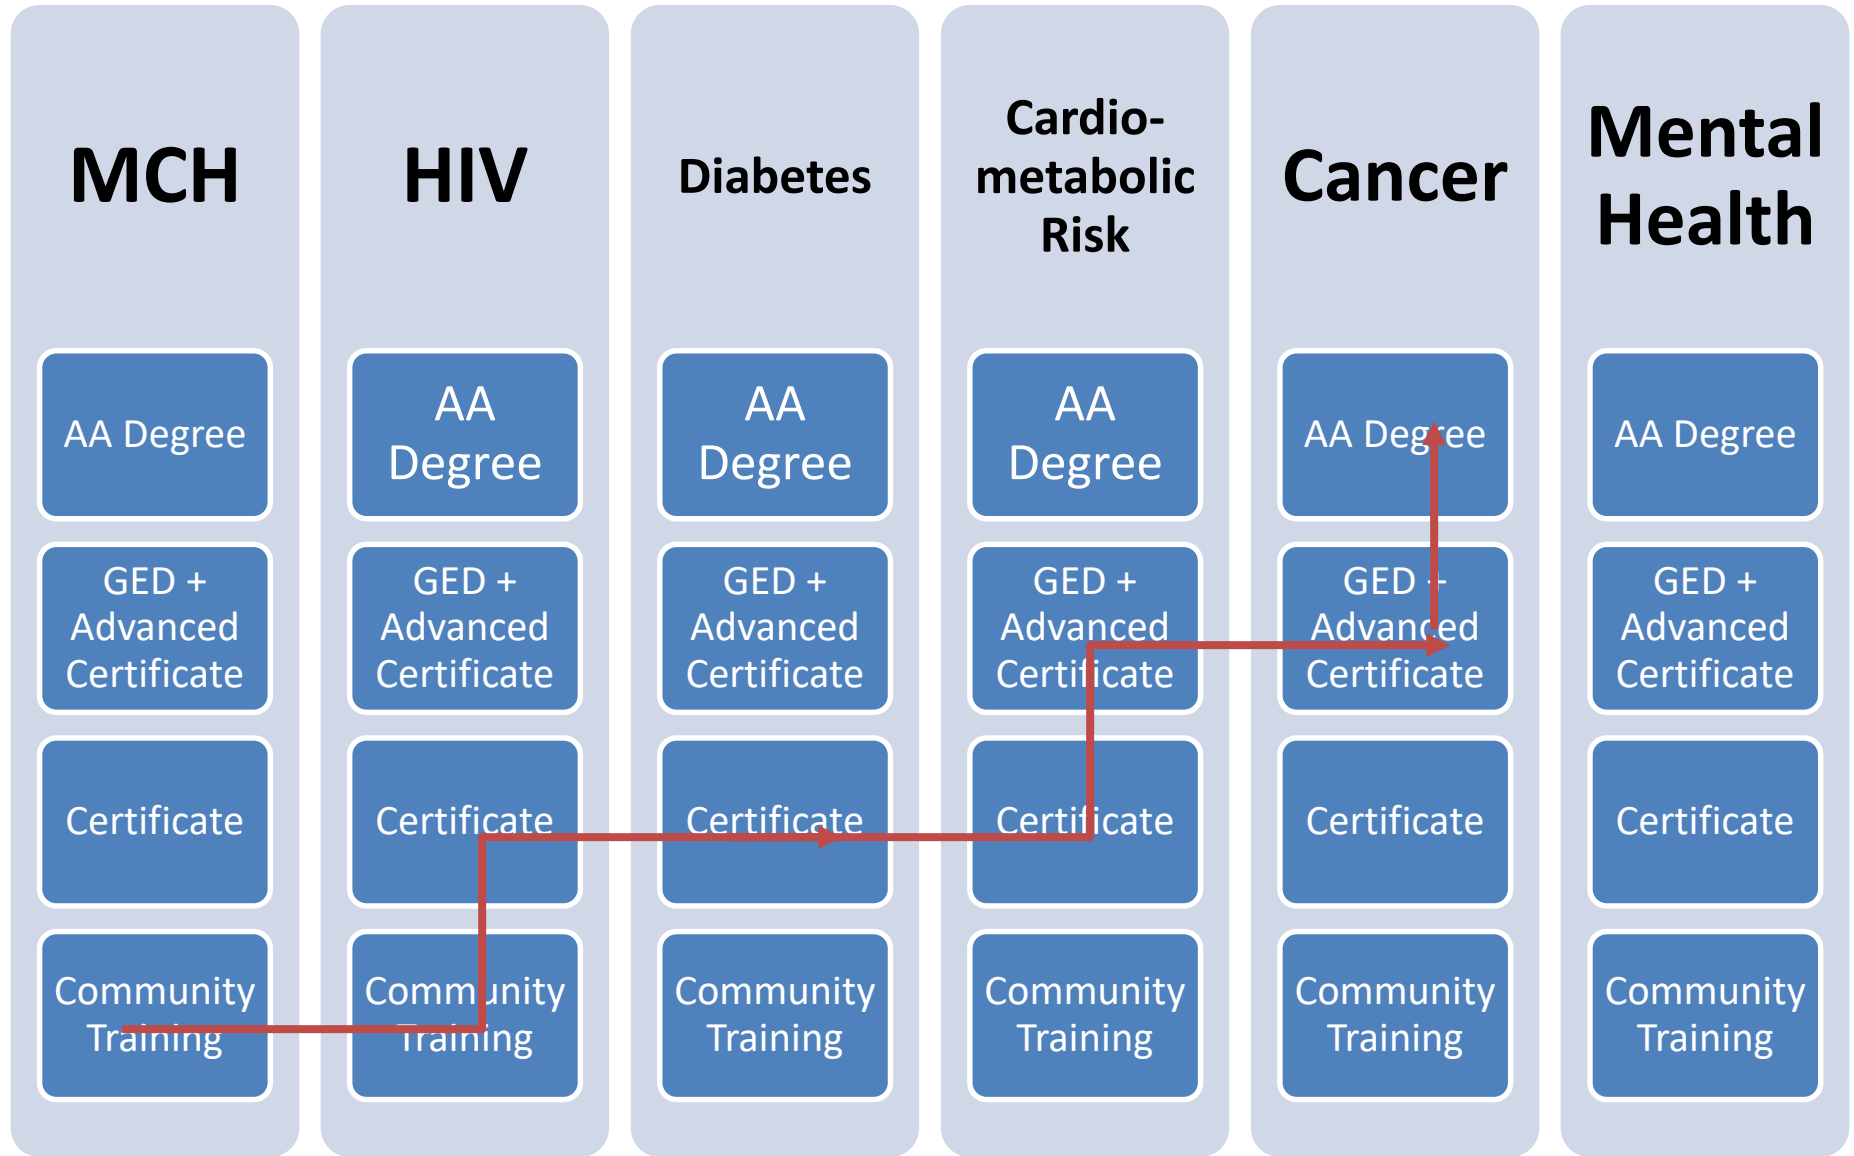 MCH
AA Degree
GED +
Advanced
Certificate
Certificate
Community
Training
HIV
AA
Degree
GED +
Advanced
Certificate
Certificate
Community
Training
Diabetes
AA
Degree
GED +
Advanced
Certificate
Certificate
Community
Training
Cardio-
metabolic
Risk
AA
Degree
GED +
Advanced
Certificate
Certificate
Community
Training
Cancer
AA Degree
GED +
Advanced
Certificate
Certificate
Community
Training
Mental
Health
AA Degree
GED +
Advanced
Certificate
Certificate
Community
Training